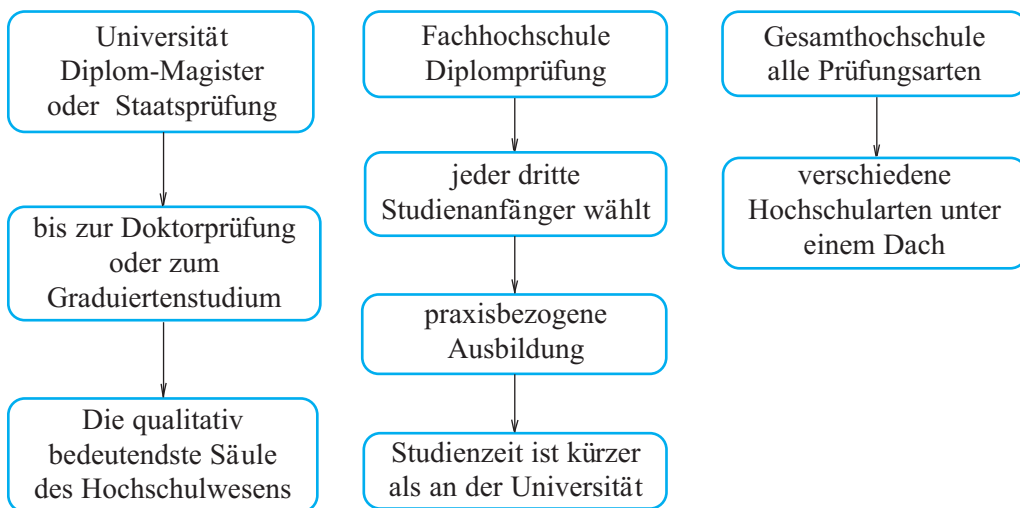 Universität
Diplom-Magister
oder Staatsprüfung
bis zur Doktorprüfung
oder zum
Graduiertenstudium
Die qualitativ
bedeutendste Säule
des Hochschulwesens
Fachhochschule
Diplomprüfung
jeder dritte
Studienanfänger wählt
praxisbezogene
Ausbildung
Studienzeit ist kürzer
als an der Universität
Gesamthochschule
alle Prüfungsarten
verschiedene
Hochschularten unter
einem Dach